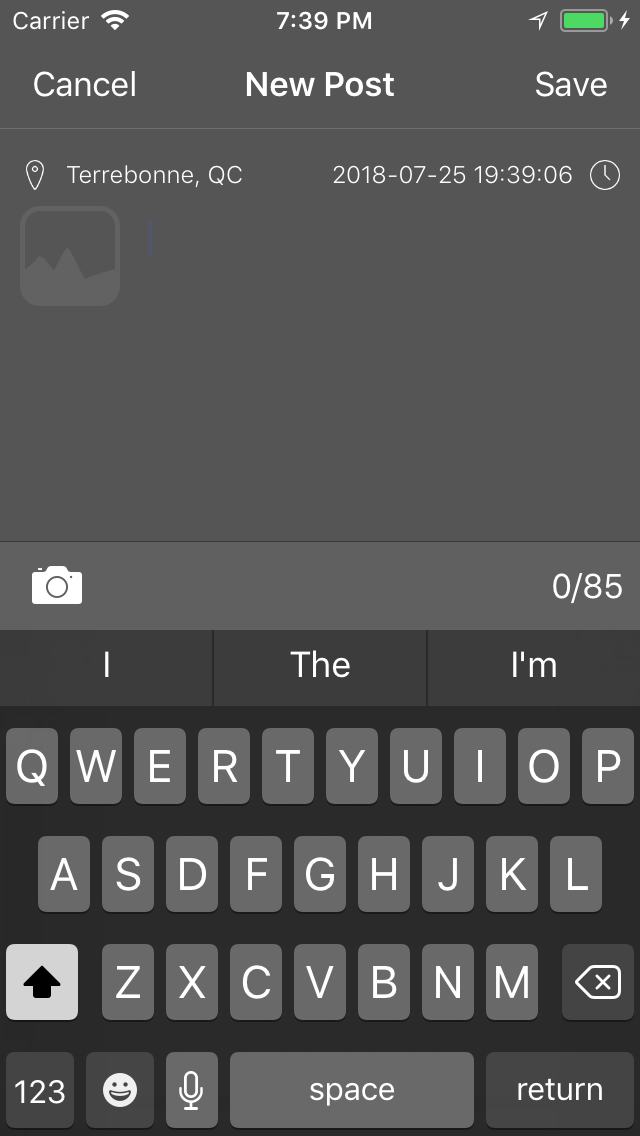 Carrier 7:39 PM
Cancel New Post Save
Terrebonne, QC 2018-07-25 19:39:06
0/85
I The I'm
Q W E R T Y U I O P
A S D F G H J K L
Z X C V B N M
123 space return